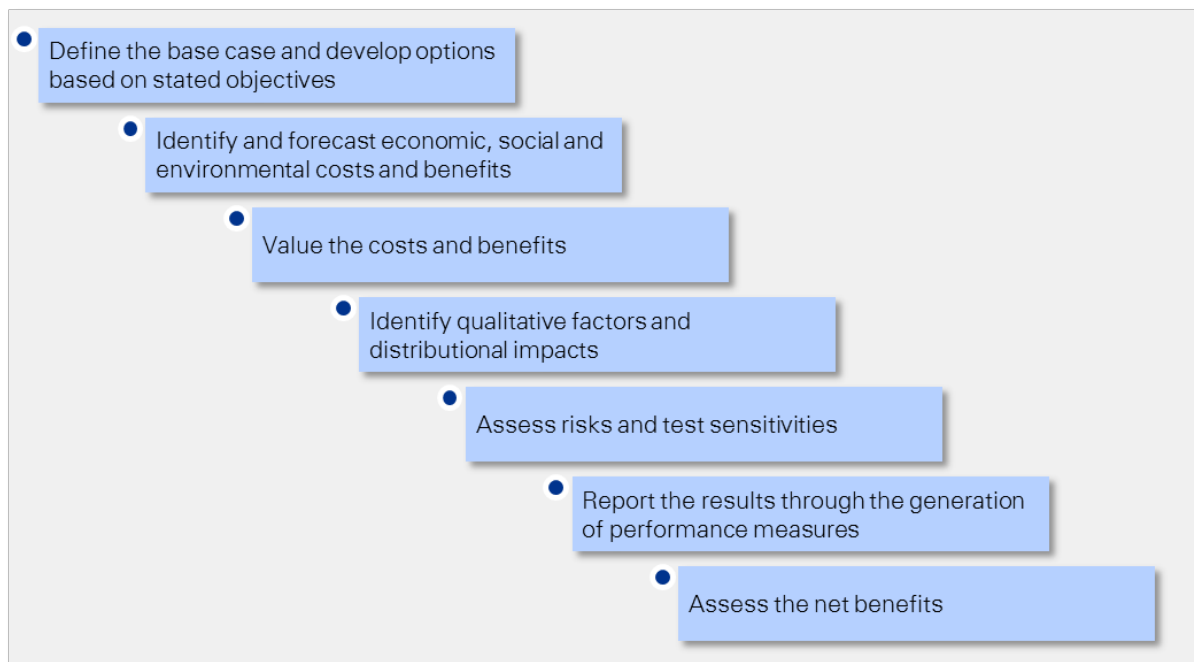 Define the base case and develop options
based on stated objectives
Identify and forecast economic, social and
environmental costs and benefits
Value the costs and benefits
Identify qualitative factors and
distributional impacts
Assess risks and test sensitivities
Report the results through the generation
of performance measures
Assess the net benefits